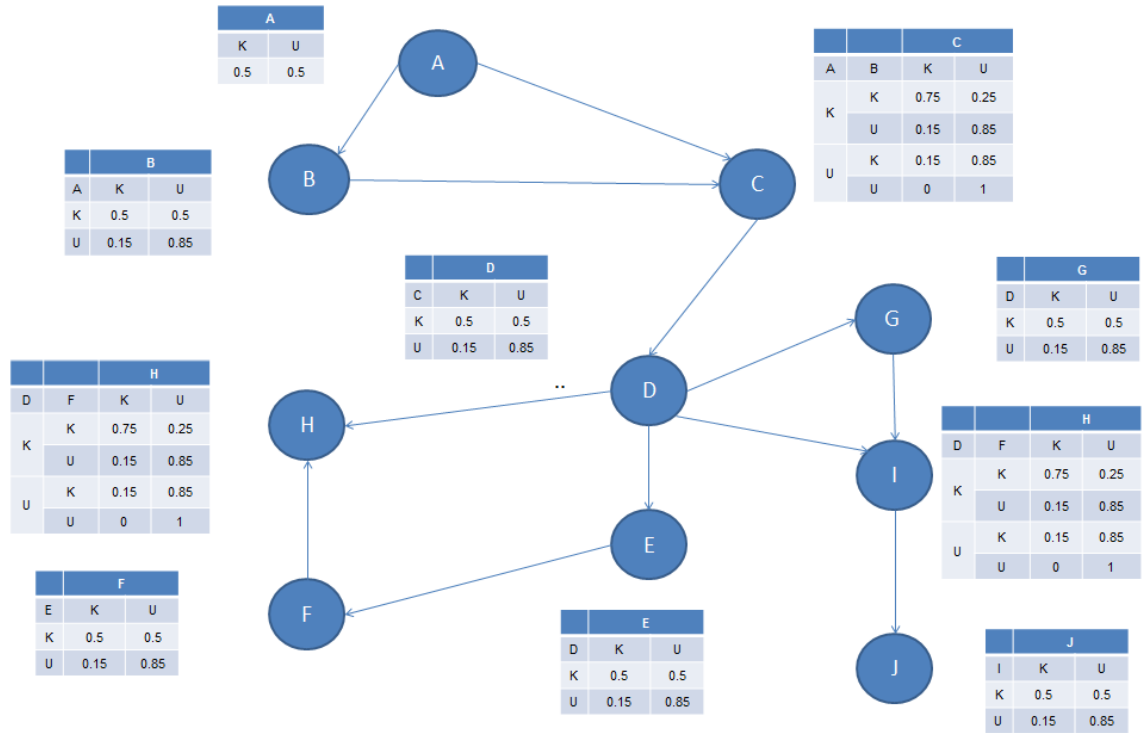 A
K U
0.5 0.5
A
C
A B K U
K K 0.75 0.25
U 0.15 0.85
U K 0.15 0.85
U 0 1
B
A K U
K 0.5 0.5
U 0.15 0.85
B
C
D
C K U
K 0.5 0.5
U 0.15 0.85
G
D K U
K 0.5 0.5
U 0.15 0.85
G
H
D F K U
K K 0.75 0.25
U 0.15 0.85
U K 0.15 0.85
U 0 1
..
D
H
H
D F K U
K K 0.75 0.25
U 0.15 0.85
U K 0.15 0.85
U 0 1
I
E
F
E K U
K 0.5 0.5
U 0.15 0.85
F
E
D K U
K 0.5 0.5
U 0.15 0.85
J
J
I K U
K 0.5 0.5
U 0.15 0.85